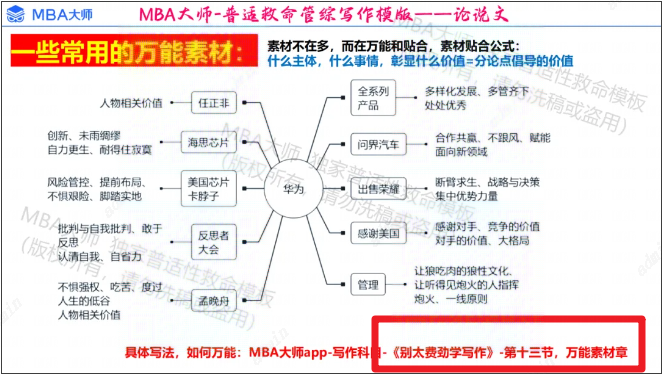 MBA大师
MBA大师-普适救命管综写作模版——论说文
一些常用的万能素材：
素材不在多，而在万能和贴合，素材贴合公式：
什么主体，什么事情，彰显什么价值=分论点倡导的价值
人物相关价值
任正非
创新、未雨绸缪
自力更生、耐得住寂寞
海思芯片
风险管控、提前布局、
不惧艰险、脚踏实地
美国芯片
卡脖子
批判与自我批判、敢于
反思
认清自我、自省力
反思者
大会
不惧强权、吃苦、度过
人生的低谷
人物相关价值
孟晚舟
华为
全系列
产品
多样化发展、多管齐下
处处优秀
问界汽车
合作共赢、不跟风、赋能
面向新领域
出售荣耀
断臂求生、战略与决策
集中优势力量
感谢美国
感谢对手、竞争的价值
对手的价值、大格局
管理
让狼吃肉的狼性文化、
让听得见炮火的人指挥
炮火、一线原则
MBA大师 独家普适性救命模板
(版权所有，请勿洗稿或盗用)
具体写法，如何万能：MBA大师app-写作科目-《别太费劲学写作》-第十三节，万能素材章